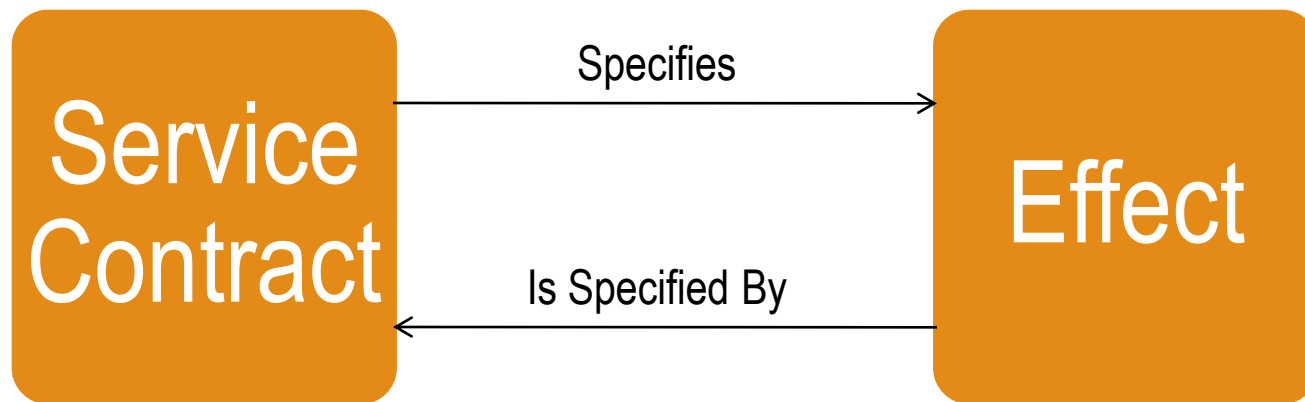 Service
Contract
Specifies
Is Specified By
Effect